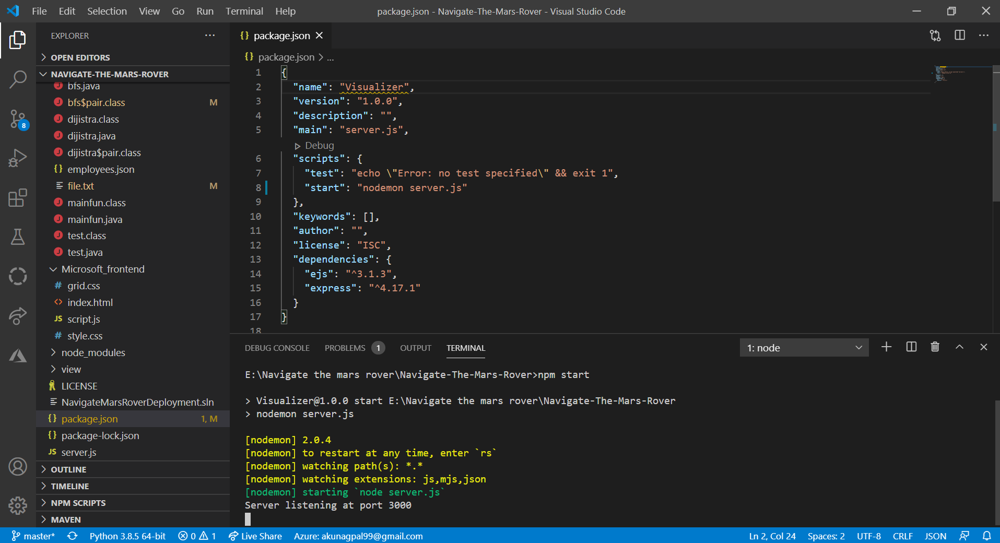 File Edit Selection View Go Run Terminal Help
package.json - Navigate-The-Mars-Rover - Visual Studio Code
EXPLORER
OPEN EDITORS
NAVIGATE-THE-MARS-ROVER
bfs.java
bfs$pair.class M
dijistra.class
dijistra.java
dijistra$pair.class
employees.json
file.txt M
mainfun.class
mainfun.java
test.class
test.java
Microsoft_frontend
grid.css
index.html
script.js
style.css
node_modules
view
LICENSE
NavigateMarsRoverDeployment.sln
package.json 1, M
package-lock.json
server.js
OUTLINE
TIMELINE
NPM SCRIPTS
MAVEN
8
package.json
package.json > ...
1 {
2 "name": "Visualizer",
3 "version": "1.0.0",
4 "description": "",
5 "main": "server.js",
Debug
6 "scripts": {
7 "test": "echo \"Error: no test specified\" && exit 1",
8 "start": "nodemon server.js"
9 },
10 "keywords": [],
11 "author": "",
12 "license": "ISC",
13 "dependencies": {
14 "ejs": "^3.1.3",
15 "express": "^4.17.1"
16 }
17 }
18
DEBUG CONSOLE PROBLEMS 1 OUTPUT TERMINAL
1: node
E:\Navigate the mars rover\Navigate-The-Mars-Rover>npm start
> Visualizer@1.0.0 start E:\Navigate the mars rover\Navigate-The-Mars-Rover
> nodemon server.js
[nodemon] 2.0.4
[nodemon] to restart at any time, enter `rs`
[nodemon] watching path(s): *.*
[nodemon] watching extensions: js,mjs,json
[nodemon] starting `node server.js`
Server listening at port 3000
master* Python 3.8.5 64-bit 0 1 Live Share Azure: akunagpal99@gmail.com
Ln 2, Col 24 Spaces: 2 UTF-8 CRLF JSON